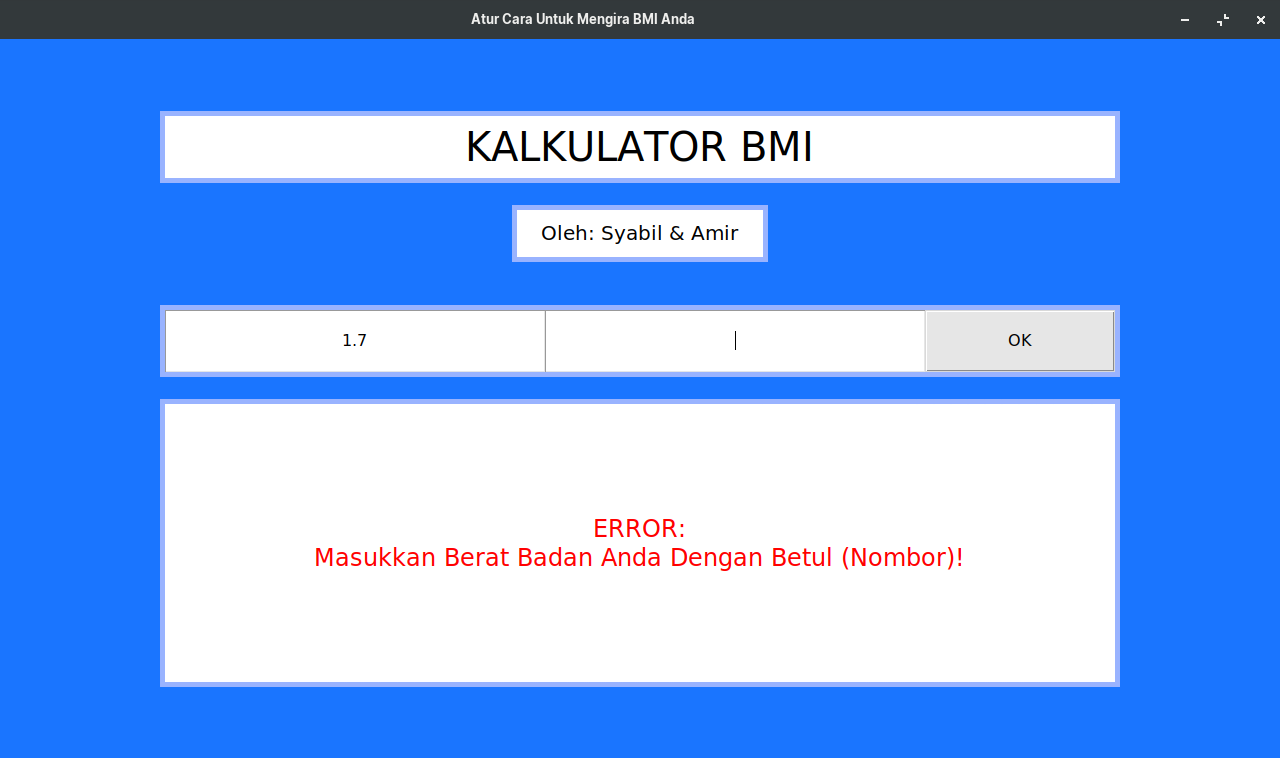 Atur Cara Untuk Mengira BMI Anda
KALKULATOR BMI
Oleh: Syabil & Amir
1.7
OK
ERROR:
Masukkan Berat Badan Anda Dengan Betul (Nombor)!